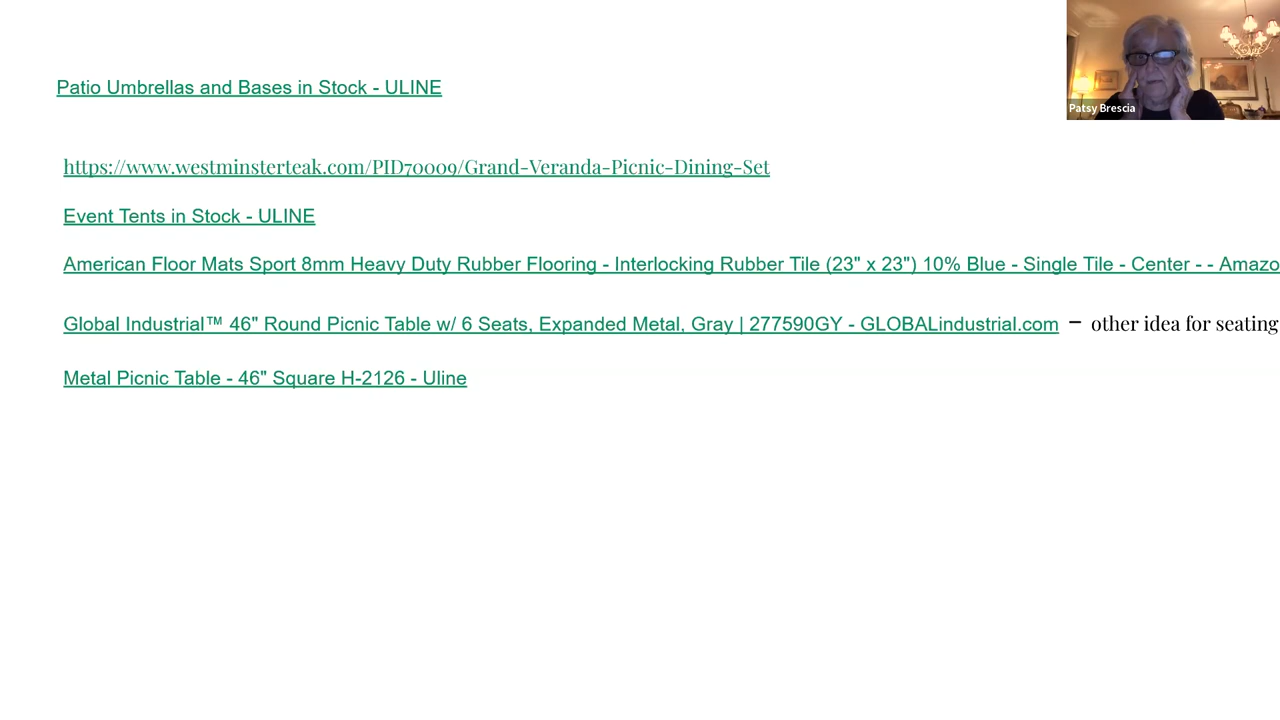 Patsy Brescia
Patio Umbrellas and Bases in Stock - ULINE
https://www.westminsterteak.com/PID70009/Grand-Veranda-Picnic-Dining-Set
Event Tents in Stock - ULINE
American Floor Mats Sport 8mm Heavy Duty Rubber Flooring - Interlocking Rubber Tile (23" x 23") 10% Blue - Single Tile - Center - - Amazo
Global Industrial™ 46" Round Picnic Table w/ 6 Seats, Expanded Metal, Gray | 277590GY - GLOBALindustrial.com – other idea for seating
Metal Picnic Table - 46" Square H-2126 - Uline